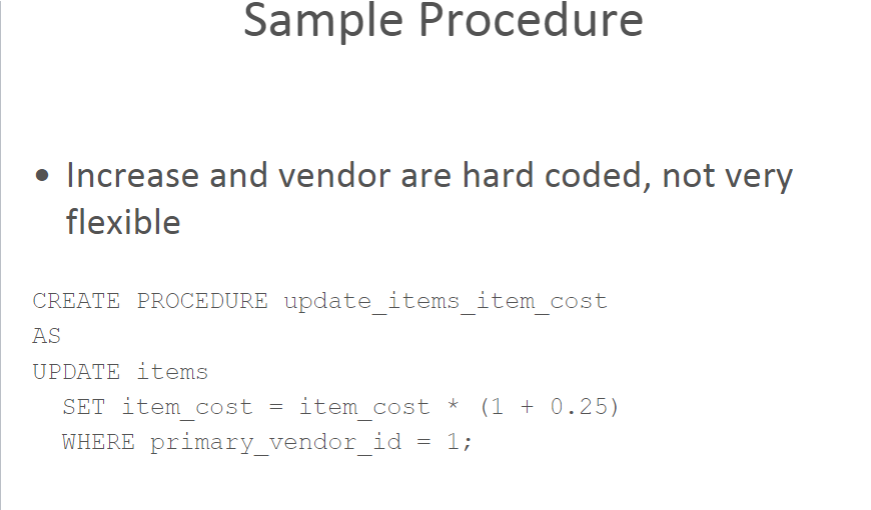 Sample Procedure
• Increase and vendor are hard coded, not very
flexible
CREATE PROCEDURE update_items_item_cost
AS
UPDATE items
SET item_cost = item_cost * (1 + 0.25)
WHERE primary_vendor_id = 1;